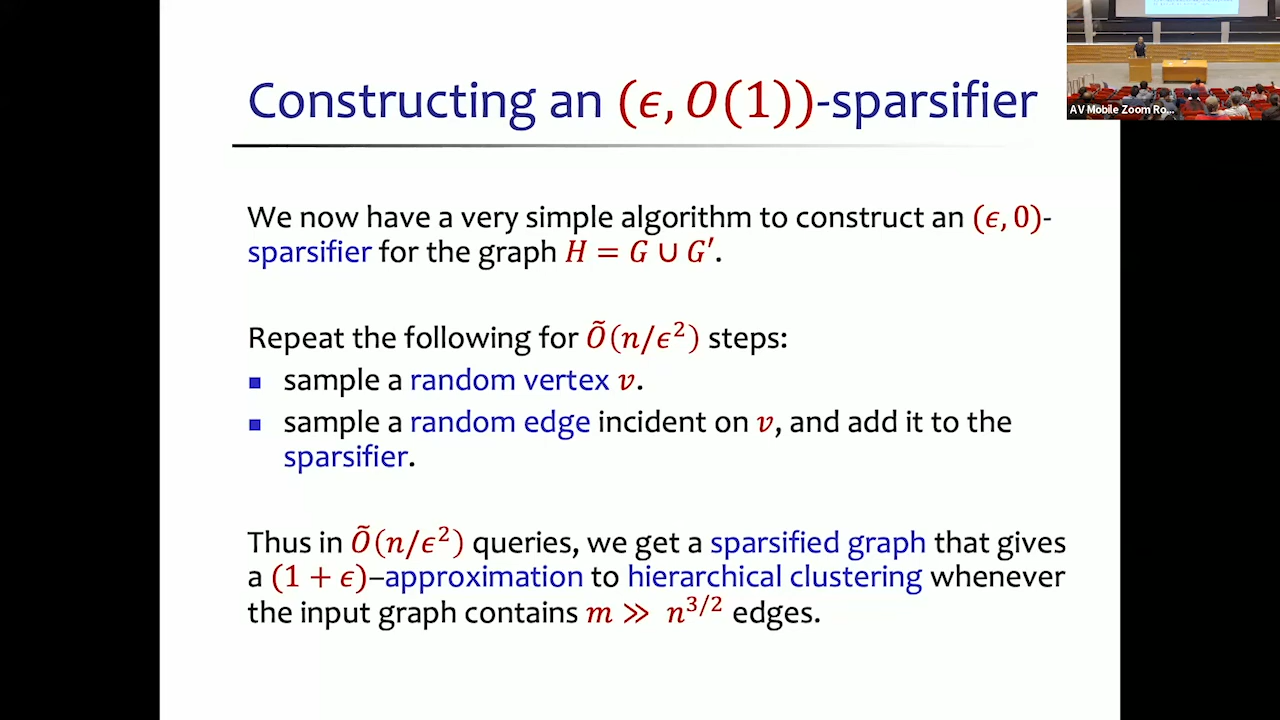 Constructing an (ϵ, O(1))-sparsifier
AV Mobile Zoom Ro...
We now have a very simple algorithm to construct an (ϵ, 0)-
sparsifier for the graph H = G ∪ G′.
Repeat the following for Õ(n/ϵ²) steps:
▪ sample a random vertex v.
▪ sample a random edge incident on v, and add it to the
sparsifier.
Thus in Õ(n/ϵ²) queries, we get a sparsified graph that gives
a (1 + ϵ)–approximation to hierarchical clustering whenever
the input graph contains m ≫ n^{3/2} edges.